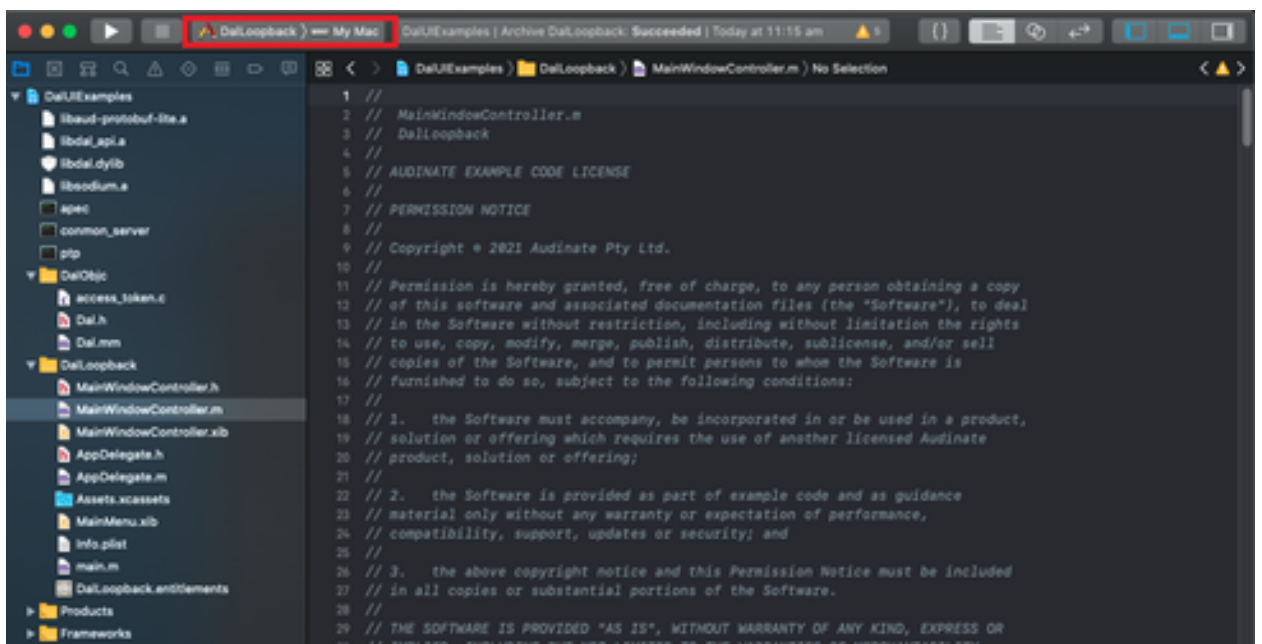 DalLoopback 〉 My Mac
DalUIExamples | Archive DalLoopback: Succeeded | Today at 11:15 am
DalUIExamples 〉 DalLoopback 〉 MainWindowController.m 〉 No Selection
DalUIExamples
libaud-protobuf-lite.a
libdal_api.a
libdal.dylib
libsodium.a
apec
conmon_server
ptp
DalObjc
access_token.c
Dal.h
Dal.mm
DalLoopback
MainWindowController.h
MainWindowController.m
MainWindowController.xib
AppDelegate.h
AppDelegate.m
Assets.xcassets
MainMenu.xib
Info.plist
main.m
DalLoopback.entitlements
Products
Frameworks
1 //
2 // MainWindowController.m
3 // DalLoopback
4 //
5 // AUDINATE EXAMPLE CODE LICENSE
6 //
7 // PERMISSION NOTICE
8 //
9 // Copyright © 2021 Audinate Pty Ltd.
10 //
11 // Permission is hereby granted, free of charge, to any person obtaining a copy
12 // of this software and associated documentation files (the "Software"), to deal
13 // in the Software without restriction, including without limitation the rights
14 // to use, copy, modify, merge, publish, distribute, sublicense, and/or sell
15 // copies of the Software, and to permit persons to whom the Software is
16 // furnished to do so, subject to the following conditions:
17 //
18 // 1. the Software must accompany, be incorporated in or be used in a product,
19 // solution or offering which requires the use of another licensed Audinate
20 // product, solution or offering;
21 //
22 // 2. the Software is provided as part of example code and as guidance
23 // material only without any warranty or expectation of performance,
24 // compatibility, support, updates or security; and
25 //
26 // 3. the above copyright notice and this Permission Notice must be included
27 // in all copies or substantial portions of the Software.
28 //
29 // THE SOFTWARE IS PROVIDED "AS IS", WITHOUT WARRANTY OF ANY KIND, EXPRESS OR